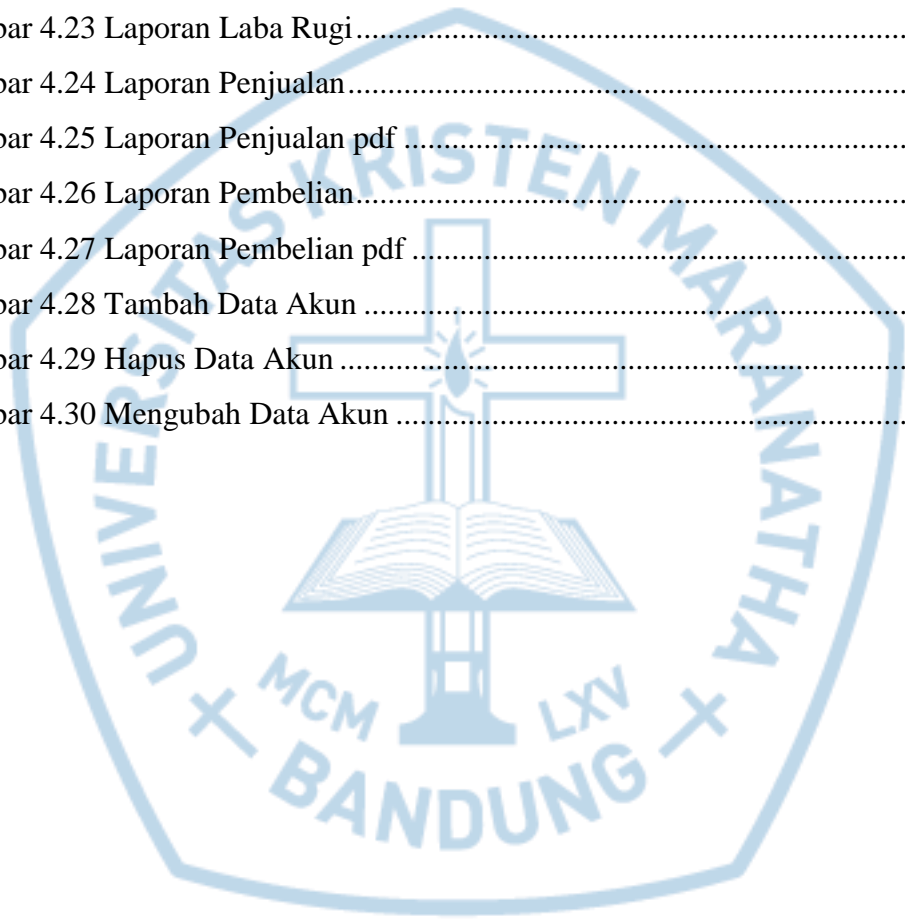 bar 4.23 Laporan Laba Rugi........................................................................
bar 4.24 Laporan Penjualan........................................................................
bar 4.25 Laporan Penjualan pdf ................................................................
bar 4.26 Laporan Pembelian.......................................................................
bar 4.27 Laporan Pembelian pdf ...............................................................
bar 4.28 Tambah Data Akun .....................................................................
bar 4.29 Hapus Data Akun ........................................................................
bar 4.30 Mengubah Data Akun .................................................................
UNIVERSITAS KRISTEN MARANATHA
MCM LXV
BANDUNG